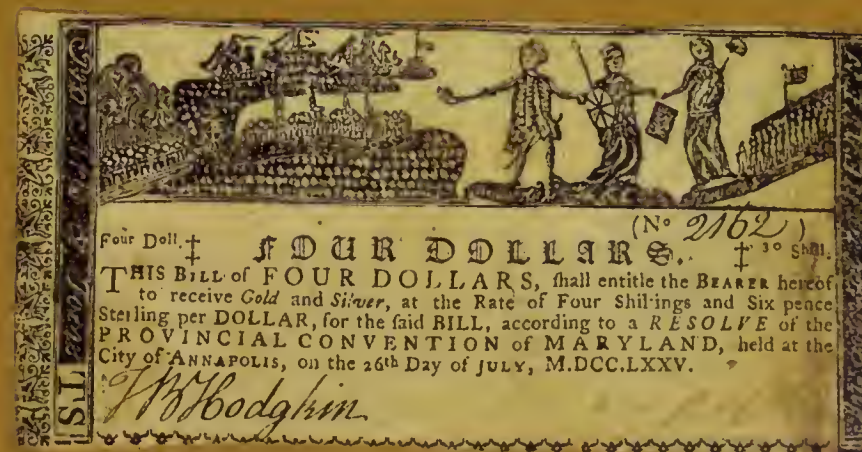 (No 2162)
Four Doll. ‡ FOUR DOLLARS. ‡ 30 Shill.
THIS BILL of FOUR DOLLARS, ſhall entitle the BEARER hereof
to receive Gold and Silver, at the Rate of Four Shil-ings and Six pence
Sterling per DOLLAR, for the ſaid BILL, according to a RESOLVE of the
PROVINCIAL CONVENTION of MARYLAND, held at the
City of ANNAPOLIS, on the 26th Day of JULY, M.DCC.LXXV.
JW Hodgkin